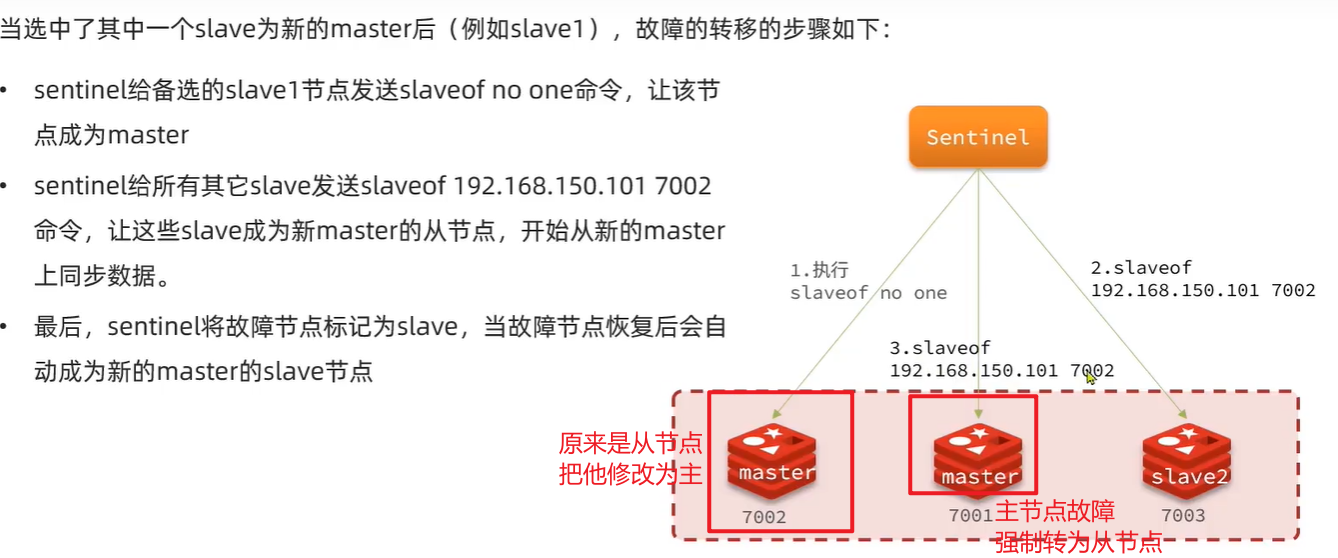 当选中了其中一个slave为新的master后（例如slave1），故障的转移的步骤如下：
• sentinel给备选的slave1节点发送slaveof no one命令，让该节
点成为master
• sentinel给所有其它slave发送slaveof 192.168.150.101 7002
命令，让这些slave成为新master的从节点，开始从新的master
上同步数据。
• 最后，sentinel将故障节点标记为slave，当故障节点恢复后会自
动成为新的master的slave节点
Sentinel
1.执行
slaveof no one
2.slaveof
192.168.150.101 7002
3.slaveof
192.168.150.101 7002
原来是从节点
把他修改为主
master
7002
master
7001
主节点故障
强制转为从节点
slave2
7003